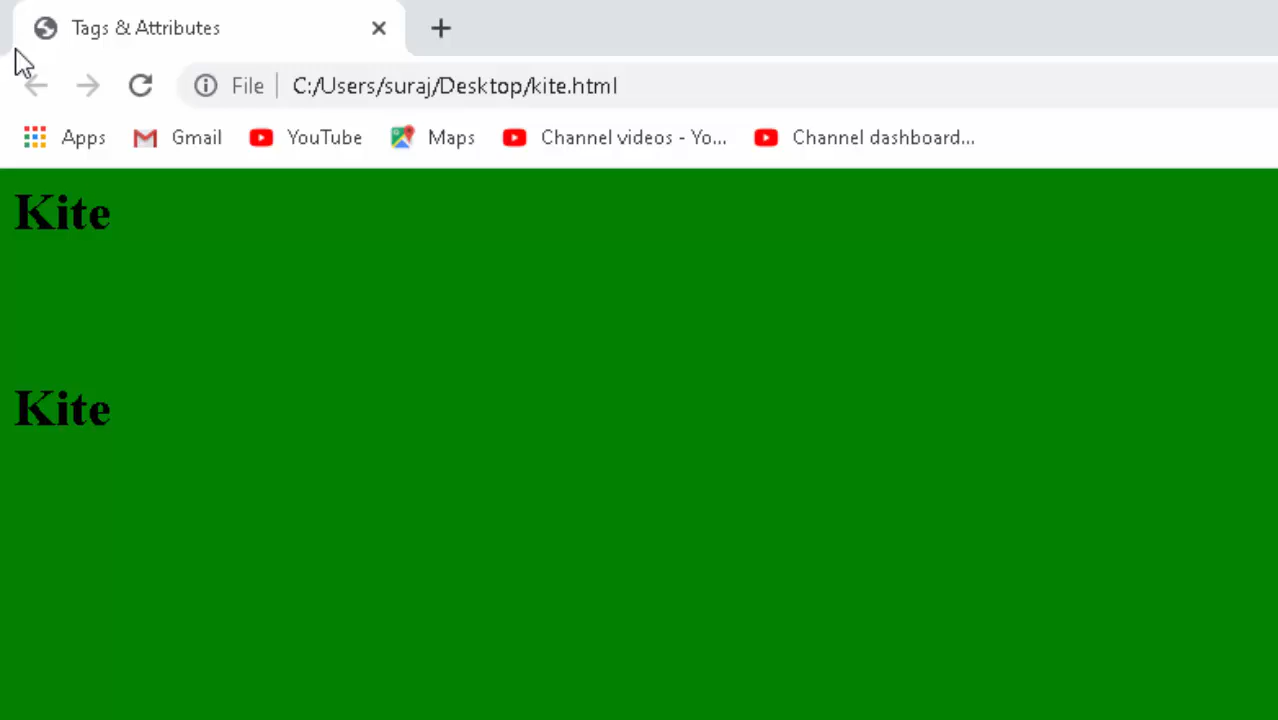 Tags & Attributes
File | C:/Users/suraj/Desktop/kite.html
Apps Gmail YouTube Maps Channel videos - Yo... Channel dashboard...
Kite
Kite